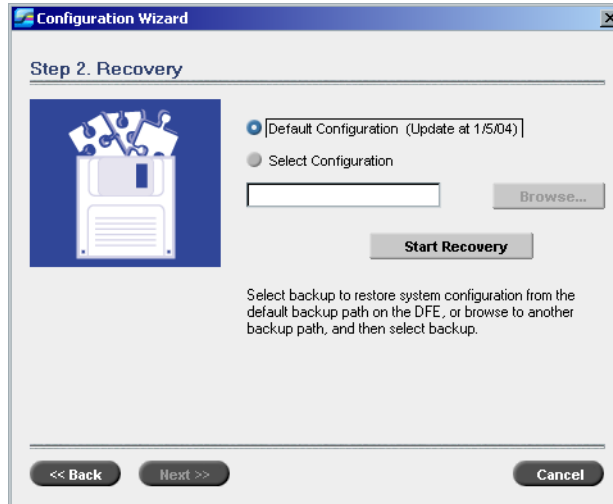 Configuration Wizard
Step 2. Recovery
Default Configuration (Update at 1/5/04)
Select Configuration
Browse...
Start Recovery
Select backup to restore system configuration from the
default backup path on the DFE, or browse to another
backup path, and then select backup.
<< Back
Next >>
Cancel